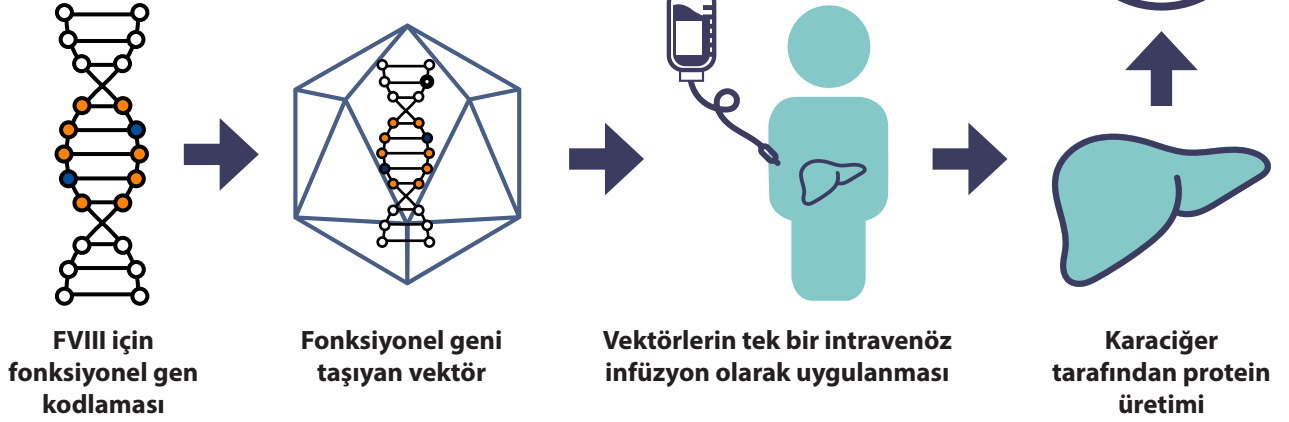 FVIII için
fonksiyonel gen
kodlaması
Fonksiyonel geni
taşıyan vektör
Vektörlerin tek bir intravenöz
infüzyon olarak uygulanması
Karaciğer
tarafından protein
üretimi